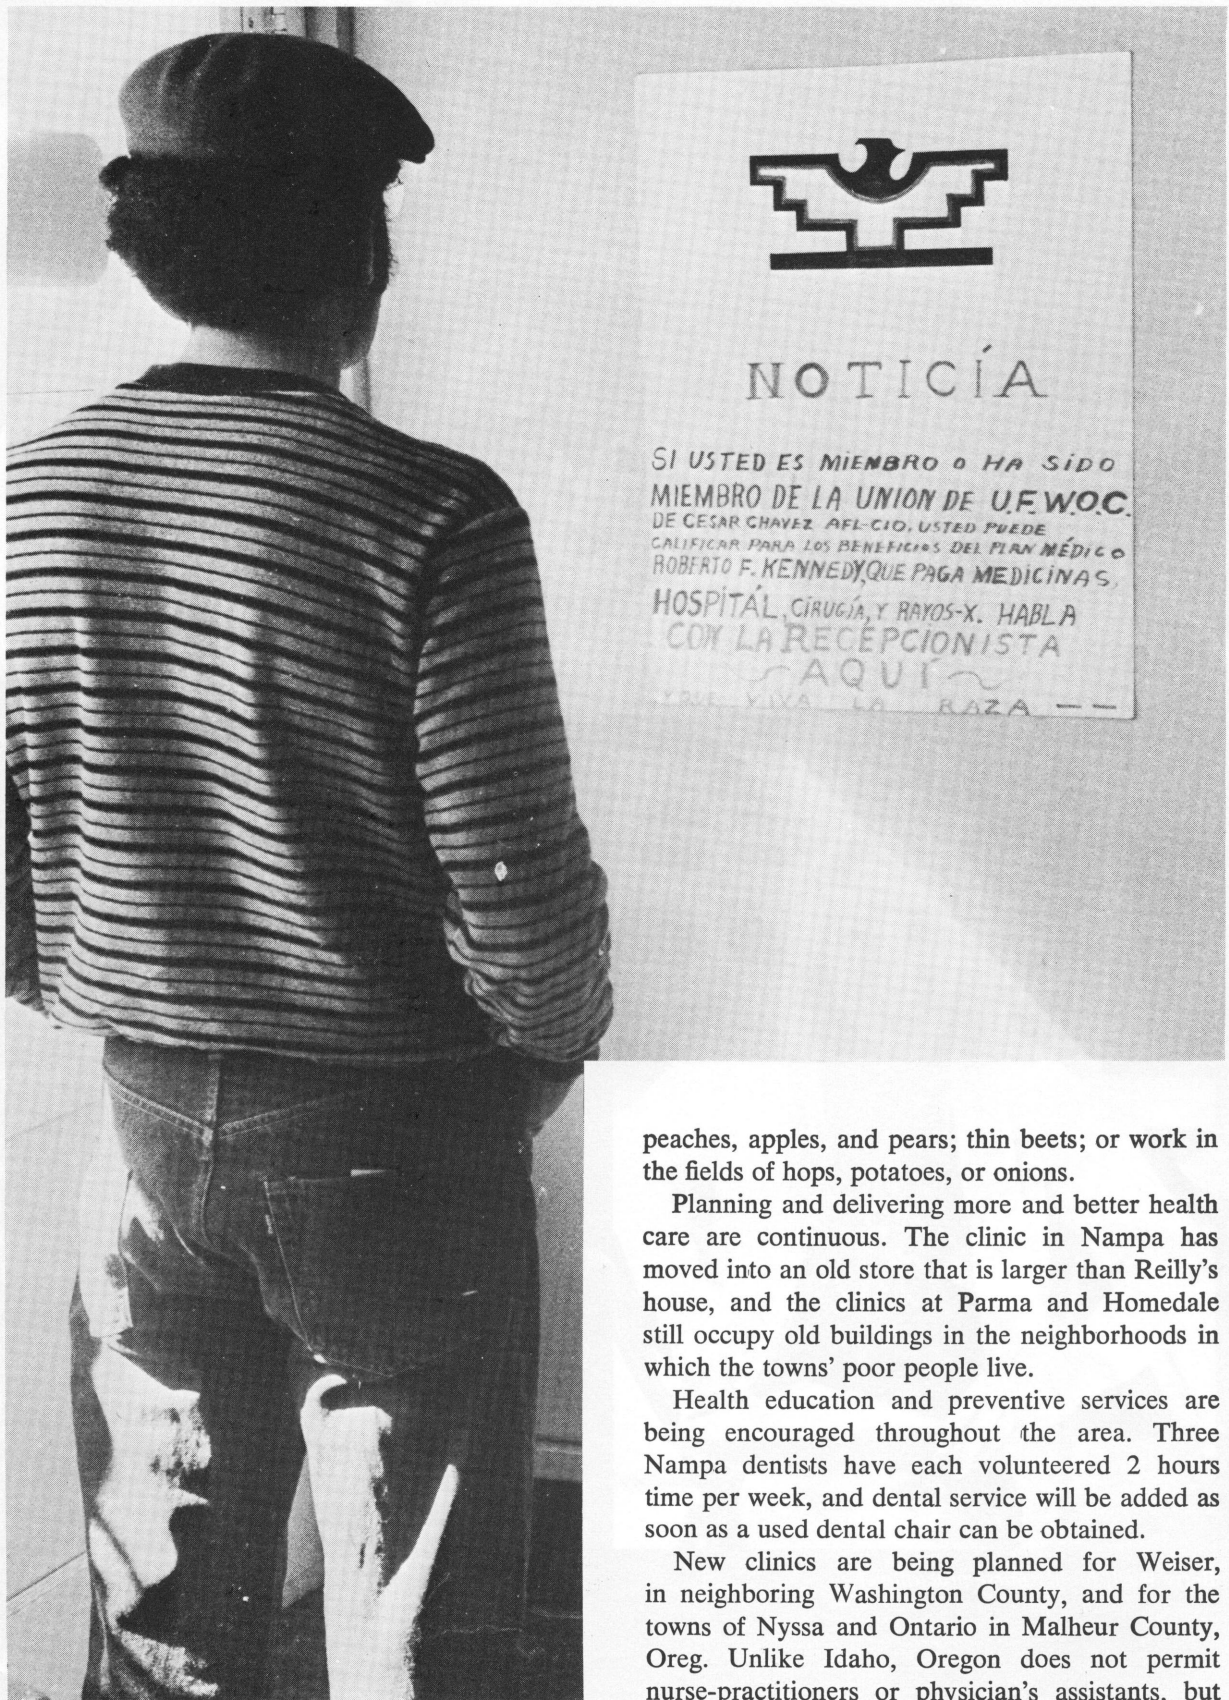 NOTICÍA
SI USTED ES MIEMBRO O HA SIDO
MIEMBRO DE LA UNION DE U.F.W.O.C.
DE CESAR CHAVEZ AFL-CIO. USTED PUEDE
CALIFICAR PARA LOS BENEFICIOS DEL PLAN MÉDICO
ROBERTO F. KENNEDY, QUE PAGA MEDICINAS,
HOSPITÁL, CIRUGÍA, Y RAYOS-X. HABLA
CON LA RECEPCIONISTA
~AQUÍ~
Y QUE VIVA LA RAZA — —
peaches, apples, and pears; thin beets; or work in
the fields of hops, potatoes, or onions.
Planning and delivering more and better health
care are continuous. The clinic in Nampa has
moved into an old store that is larger than Reilly's
house, and the clinics at Parma and Homedale
still occupy old buildings in the neighborhoods in
which the towns' poor people live.
Health education and preventive services are
being encouraged throughout the area. Three
Nampa dentists have each volunteered 2 hours
time per week, and dental service will be added as
soon as a used dental chair can be obtained.
New clinics are being planned for Weiser,
in neighboring Washington County, and for the
towns of Nyssa and Ontario in Malheur County,
Oreg. Unlike Idaho, Oregon does not permit
nurse-practitioners or physician's assistants, but